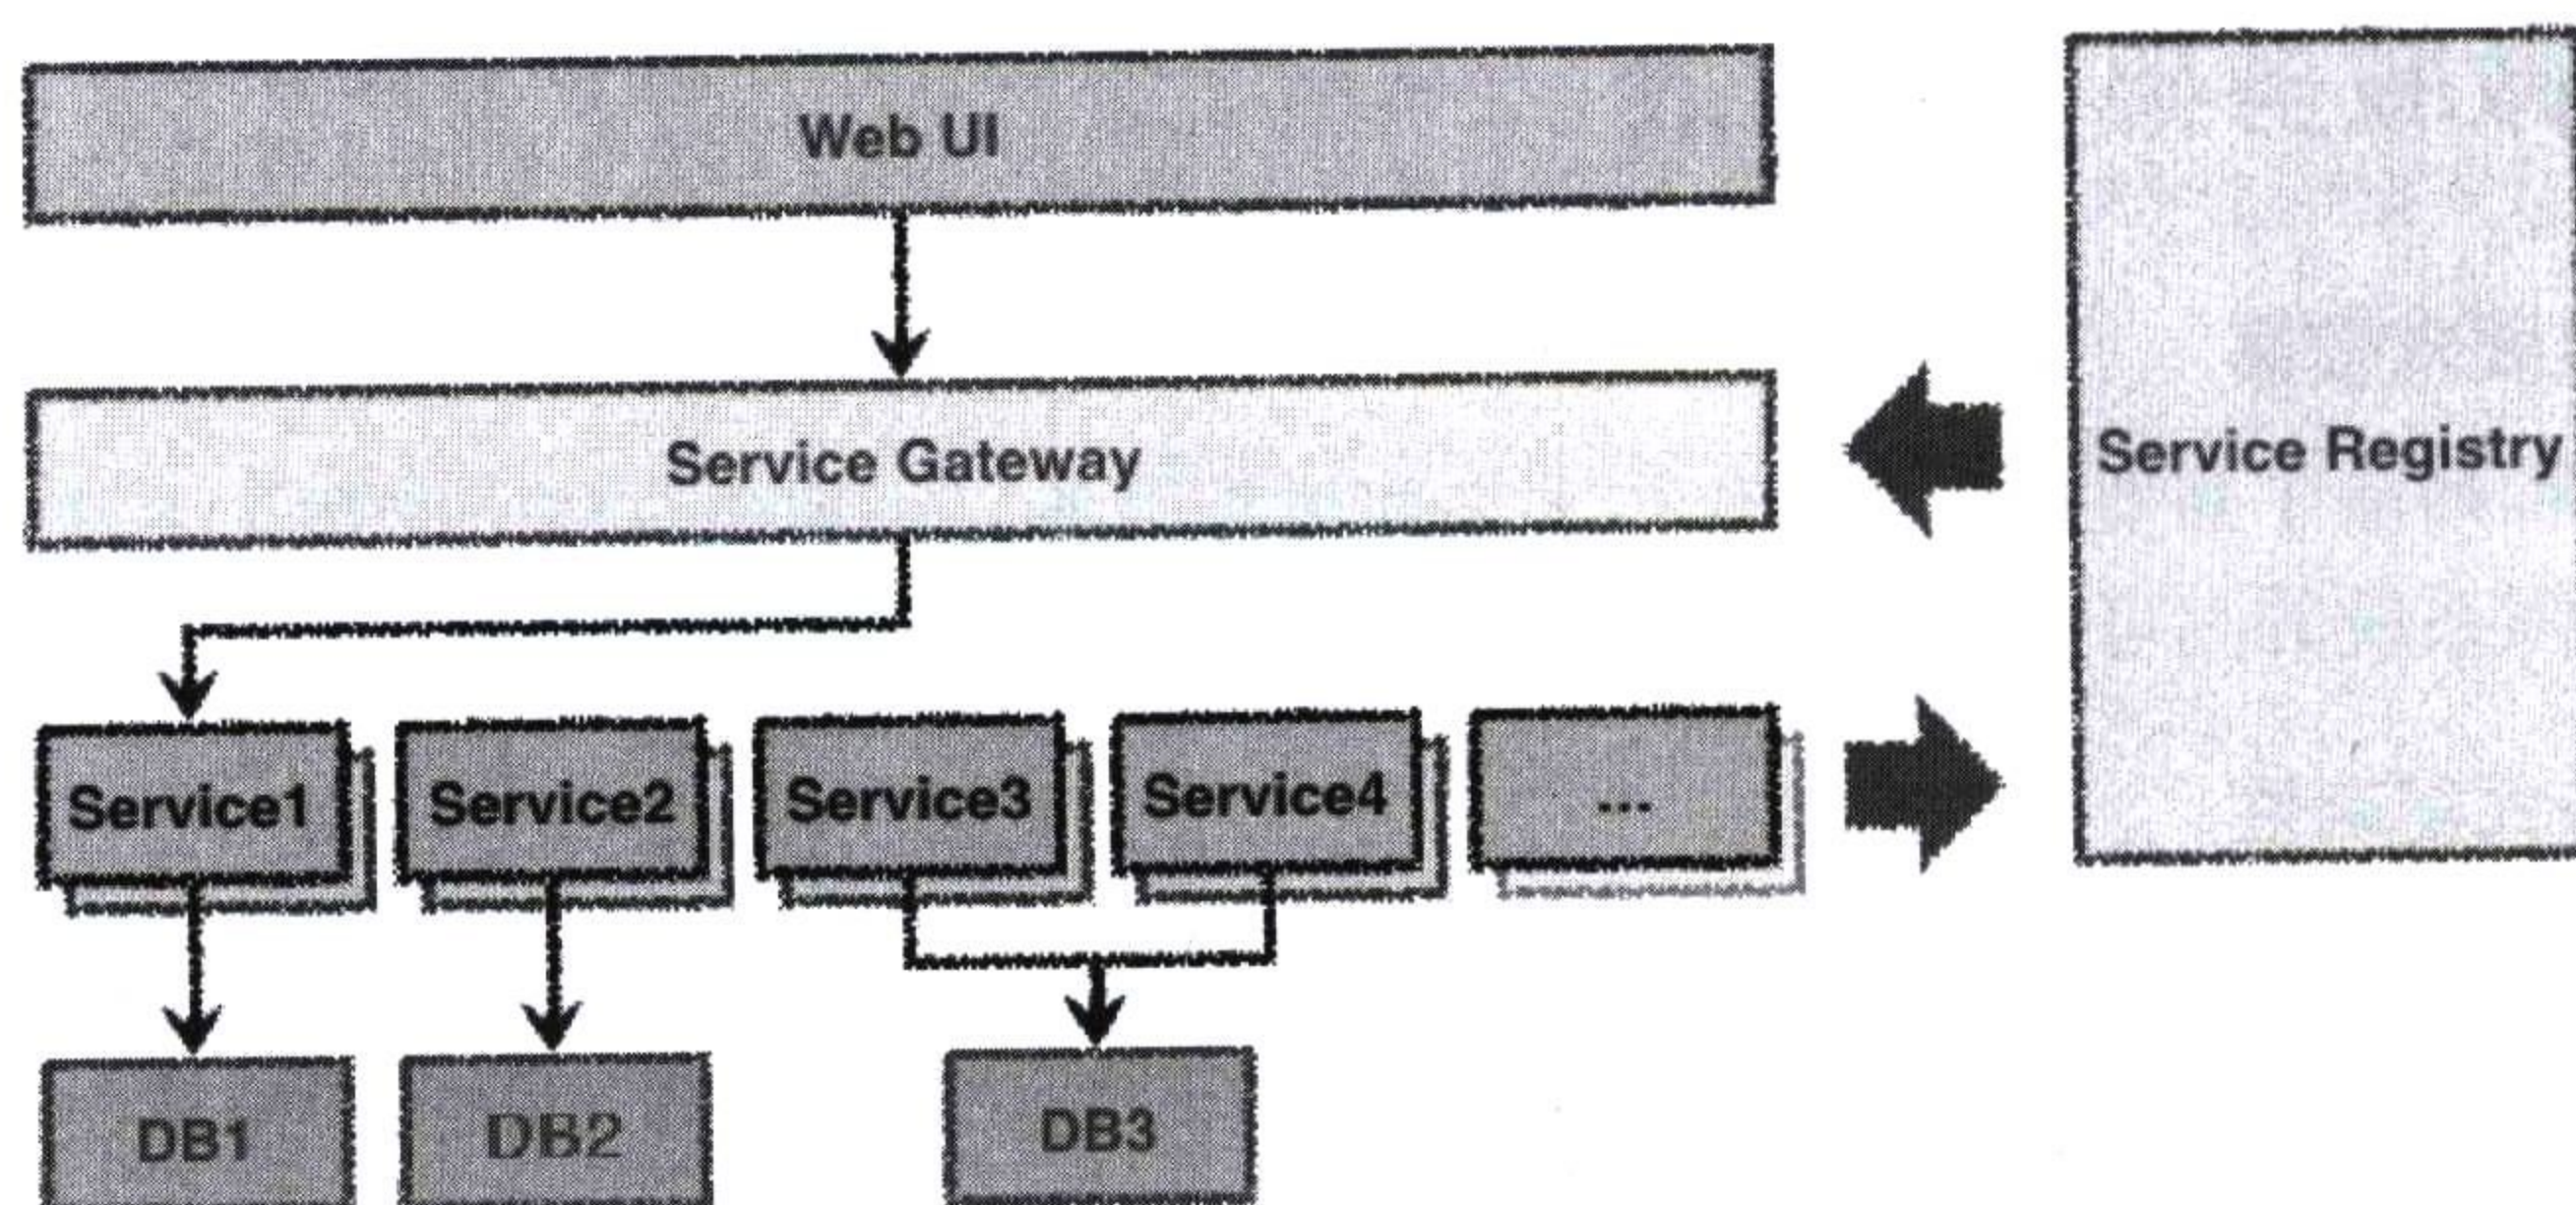 Web UI
Service Gateway
Service Registry
Service1
Service2
Service3
Service4
...
DB1
DB2
DB3